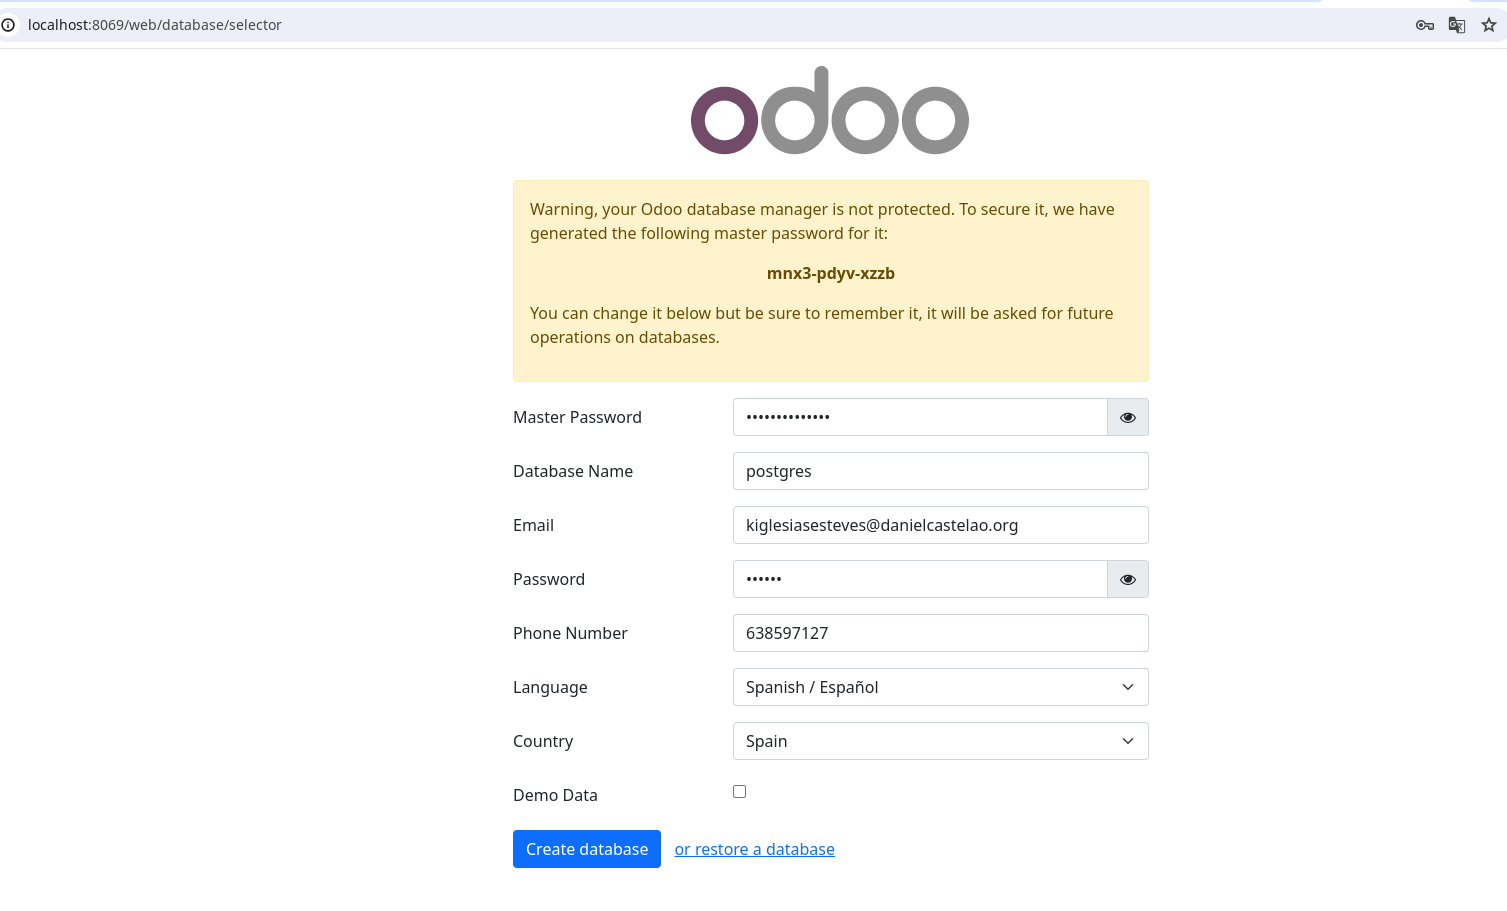 localhost:8069/web/database/selector
odoo
Warning, your Odoo database manager is not protected. To secure it, we have
generated the following master password for it:
mnx3-pdyv-xzzb
You can change it below but be sure to remember it, it will be asked for future
operations on databases.
Master Password ••••••••••••••
Database Name postgres
Email kiglesiasesteves@danielcastelao.org
Password ••••••
Phone Number 638597127
Language Spanish / Español
Country Spain
Demo Data
Create database or restore a database